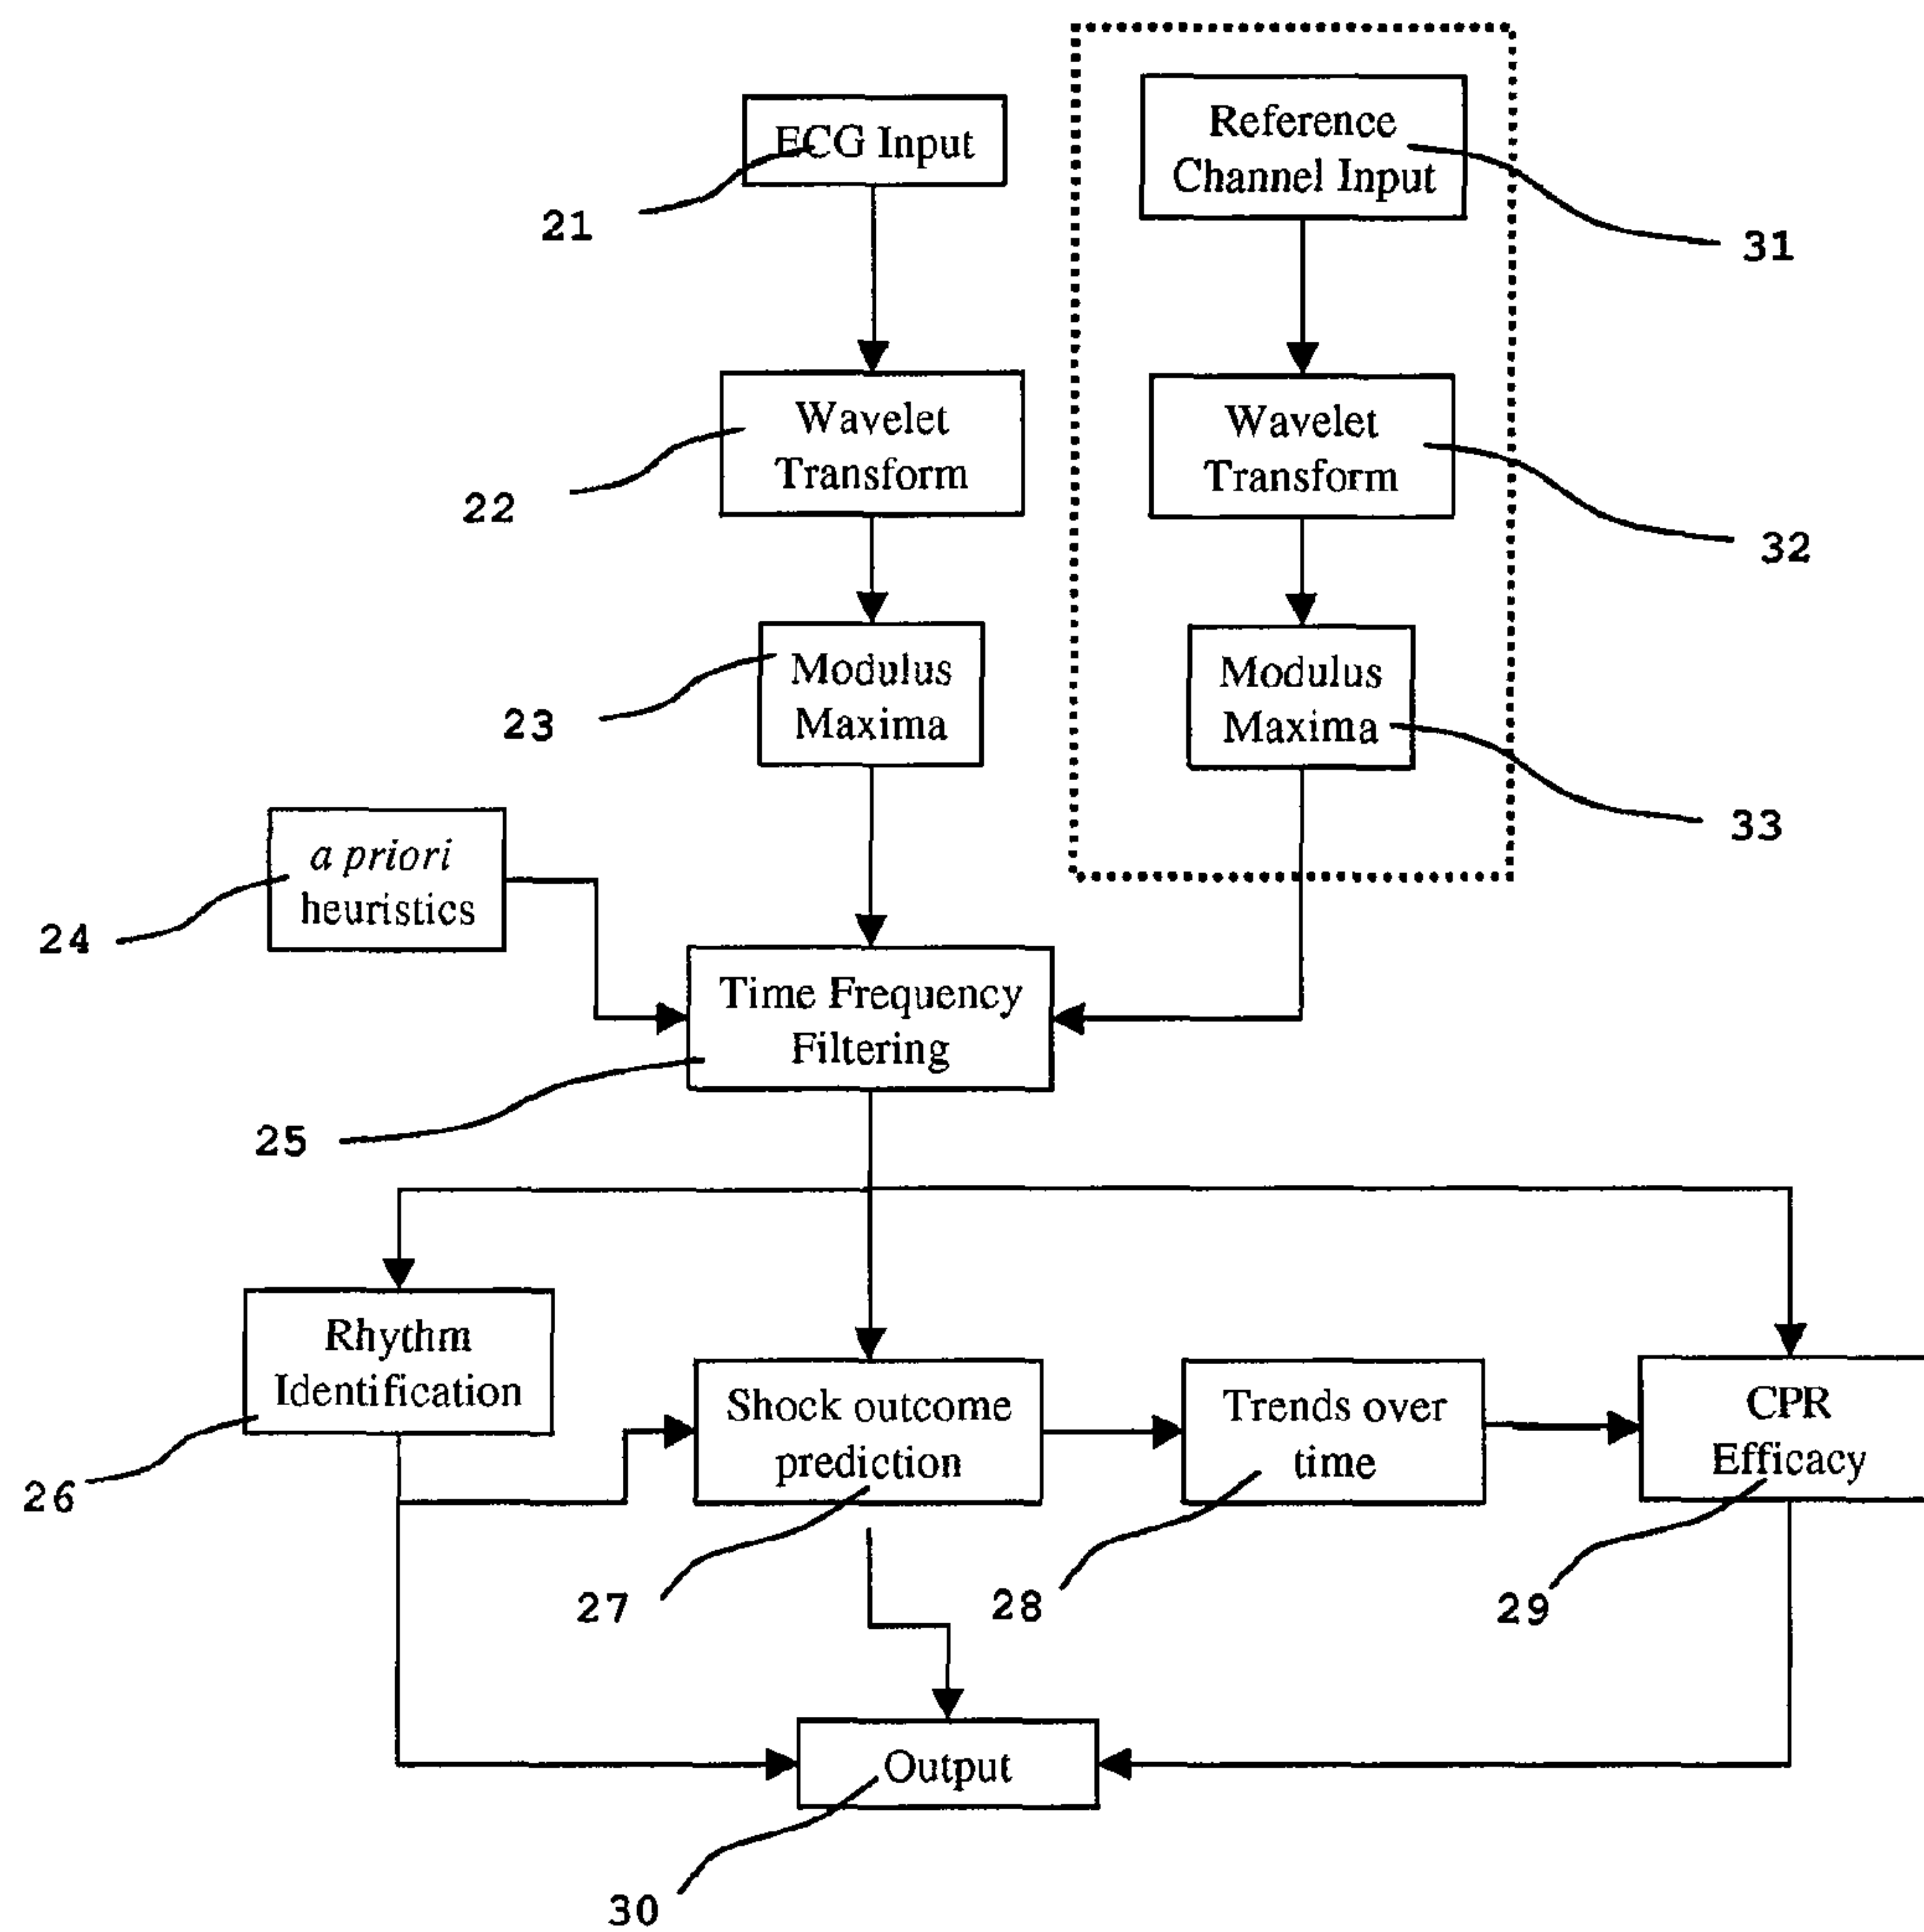 ECG Input
21
Reference
Channel Input
31
Wavelet
Transform
22
Wavelet
Transform
32
Modulus
Maxima
23
Modulus
Maxima
33
a priori
heuristics
24
Time Frequency
Filtering
25
Rhythm
Identification
26
Shock outcome
prediction
27
Trends over
time
28
CPR
Efficacy
29
Output
30